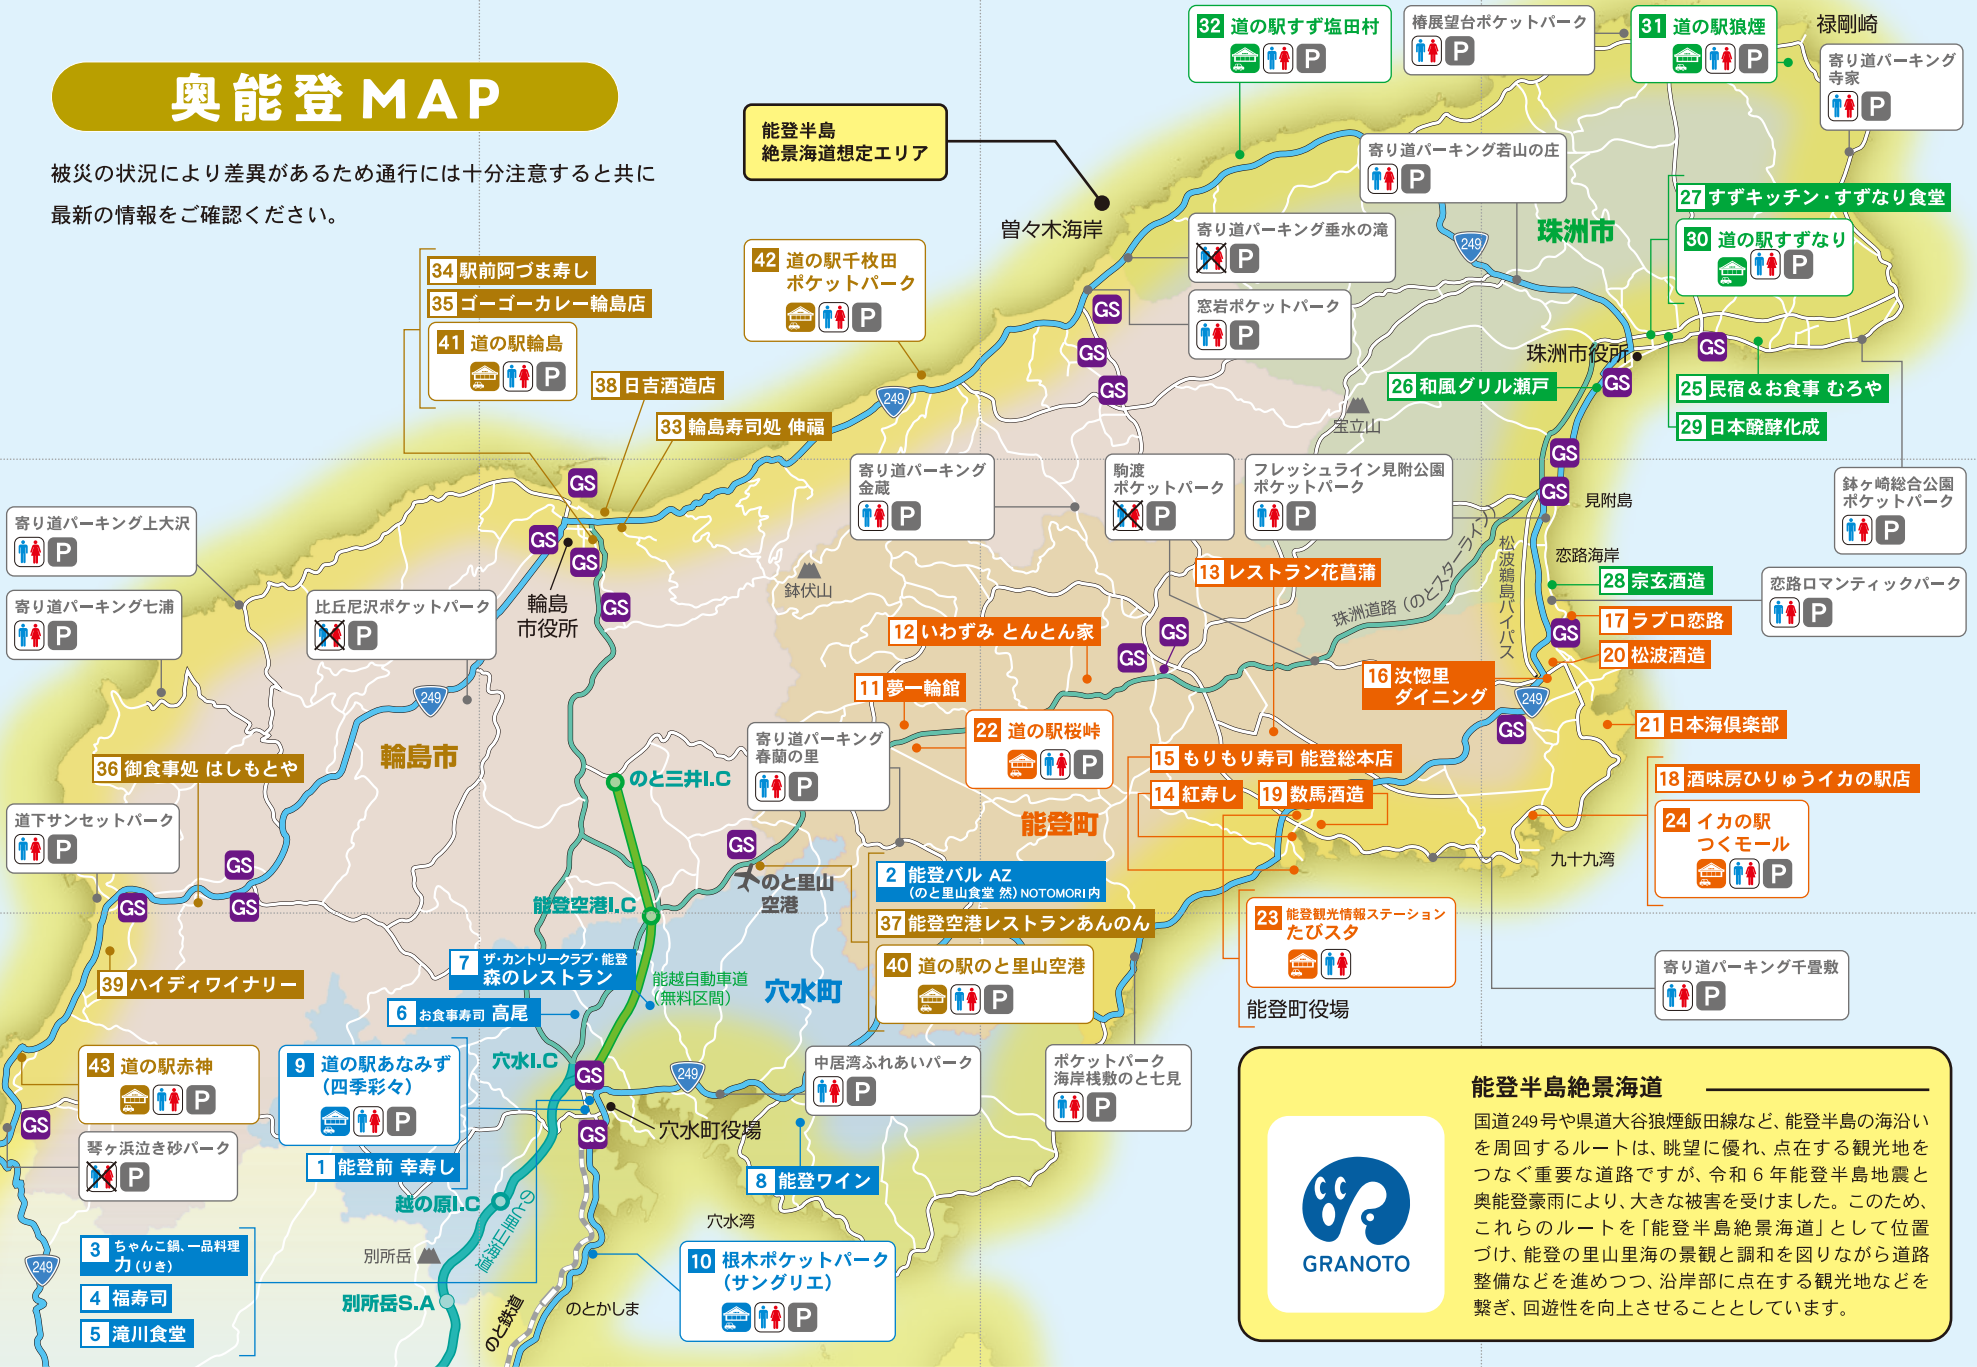 奥能登MAP
被災の状況により差異があるため通行には十分注意すると共に
最新の情報をご確認ください。
能登半島
絶景海道想定エリア
曽々木海岸
32 道の駅すず塩田村
P
椿展望台ポケットパーク
P
31 道の駅狼煙
P
禄剛崎
寄り道パーキング
寺家
P
寄り道パーキング若山の庄
P
寄り道パーキング垂水の滝
P
窓岩ポケットパーク
P
249
珠洲市
27 すずキッチン・すずなり食堂
30 道の駅すずなり
P
珠洲市役所
GS
GS
26 和風グリル瀬戸
25 民宿&お食事 むろや
29 日本醗酵化成
鉢ヶ崎総合公園
ポケットパーク
P
34 駅前阿づま寿し
35 ゴーゴーカレー輪島店
41 道の駅輪島
P
42 道の駅千枚田
ポケットパーク
P
38 日吉酒造店
33 輪島寿司処 伸福
249
GS
GS
GS
宝立山
寄り道パーキング
金蔵
P
駒渡
ポケットパーク
P
フレッシュライン見附公園
ポケットパーク
P
GS
GS
見附島
恋路海岸
松波鵜島バイパス
珠洲道路(のとスターライン)
28 宗玄酒造
恋路ロマンティックパーク
P
17 ラブロ恋路
GS
20 松波酒造
16 汝惚里
ダイニング
249
GS
21 日本海倶楽部
18 酒味房ひりゅうイカの駅店
24 イカの駅
つくモール
P
九十九湾
寄り道パーキング上大沢
P
寄り道パーキング七浦
P
比丘尼沢ポケットパーク
P
GS
GS
GS
GS
輪島
市役所
鉢伏山
249
輪島市
36 御食事処 はしもとや
道下サンセットパーク
P
GS
GS
GS
39 ハイディワイナリー
13 レストラン花菖蒲
12 いわずみ とんとん家
GS
GS
11 夢一輪館
22 道の駅桜峠
P
寄り道パーキング
春蘭の里
P
のと三井I.C
能登町
15 もりもり寿司 能登総本店
14 紅寿し
19 数馬酒造
GS
のと里山
空港
能登空港I.C
2 能登バル AZ
(のと里山食堂 然)NOTOMORI内
37 能登空港レストランあんのん
40 道の駅のと里山空港
P
23 能登観光情報ステーション
たびスタ
能登町役場
寄り道パーキング千畳敷
P
7 ザ・カントリークラブ・能登
森のレストラン
能越自動車道
(無料区間)
穴水町
6 お食事寿司 高尾
穴水I.C
43 道の駅赤神
P
9 道の駅あなみず
(四季彩々)
P
GS
249
中居湾ふれあいパーク
P
ポケットパーク
海岸桟敷のと七見
P
GS
琴ヶ浜泣き砂パーク
P
1 能登前 幸寿し
GS
穴水町役場
8 能登ワイン
越の原I.C
のと里山海道
穴水湾
3 ちゃんこ鍋、一品料理
力(りき)
4 福寿司
5 滝川食堂
249
別所岳
別所岳S.A
のと鉄道
のとかしま
10 根木ポケットパーク
(サングリエ)
P
GRANOTO
能登半島絶景海道
国道249号や県道大谷狼煙飯田線など、能登半島の海沿い
を周回するルートは、眺望に優れ、点在する観光地を
つなぐ重要な道路ですが、令和6年能登半島地震と
奥能登豪雨により、大きな被害を受けました。このため、
これらのルートを「能登半島絶景海道」として位置
づけ、能登の里山里海の景観と調和を図りながら道路
整備などを進めつつ、沿岸部に点在する観光地などを
繋ぎ、回遊性を向上させることとしています。